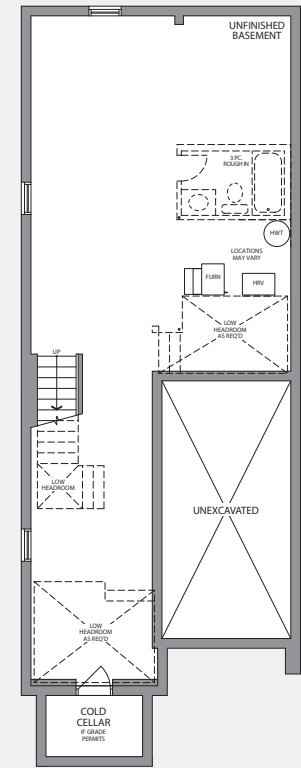 UNFINISHED
BASEMENT
3 PC.
ROUGH IN
HWT
LOCATIONS
MAY VARY
FURN
HRV
LOW
HEADROOM
AS REQ'D
UP
LOW
HEADROOM
UNEXCAVATED
LOW
HEADROOM
AS REQ'D
COLD
CELLAR
IF GRADE
PERMITS